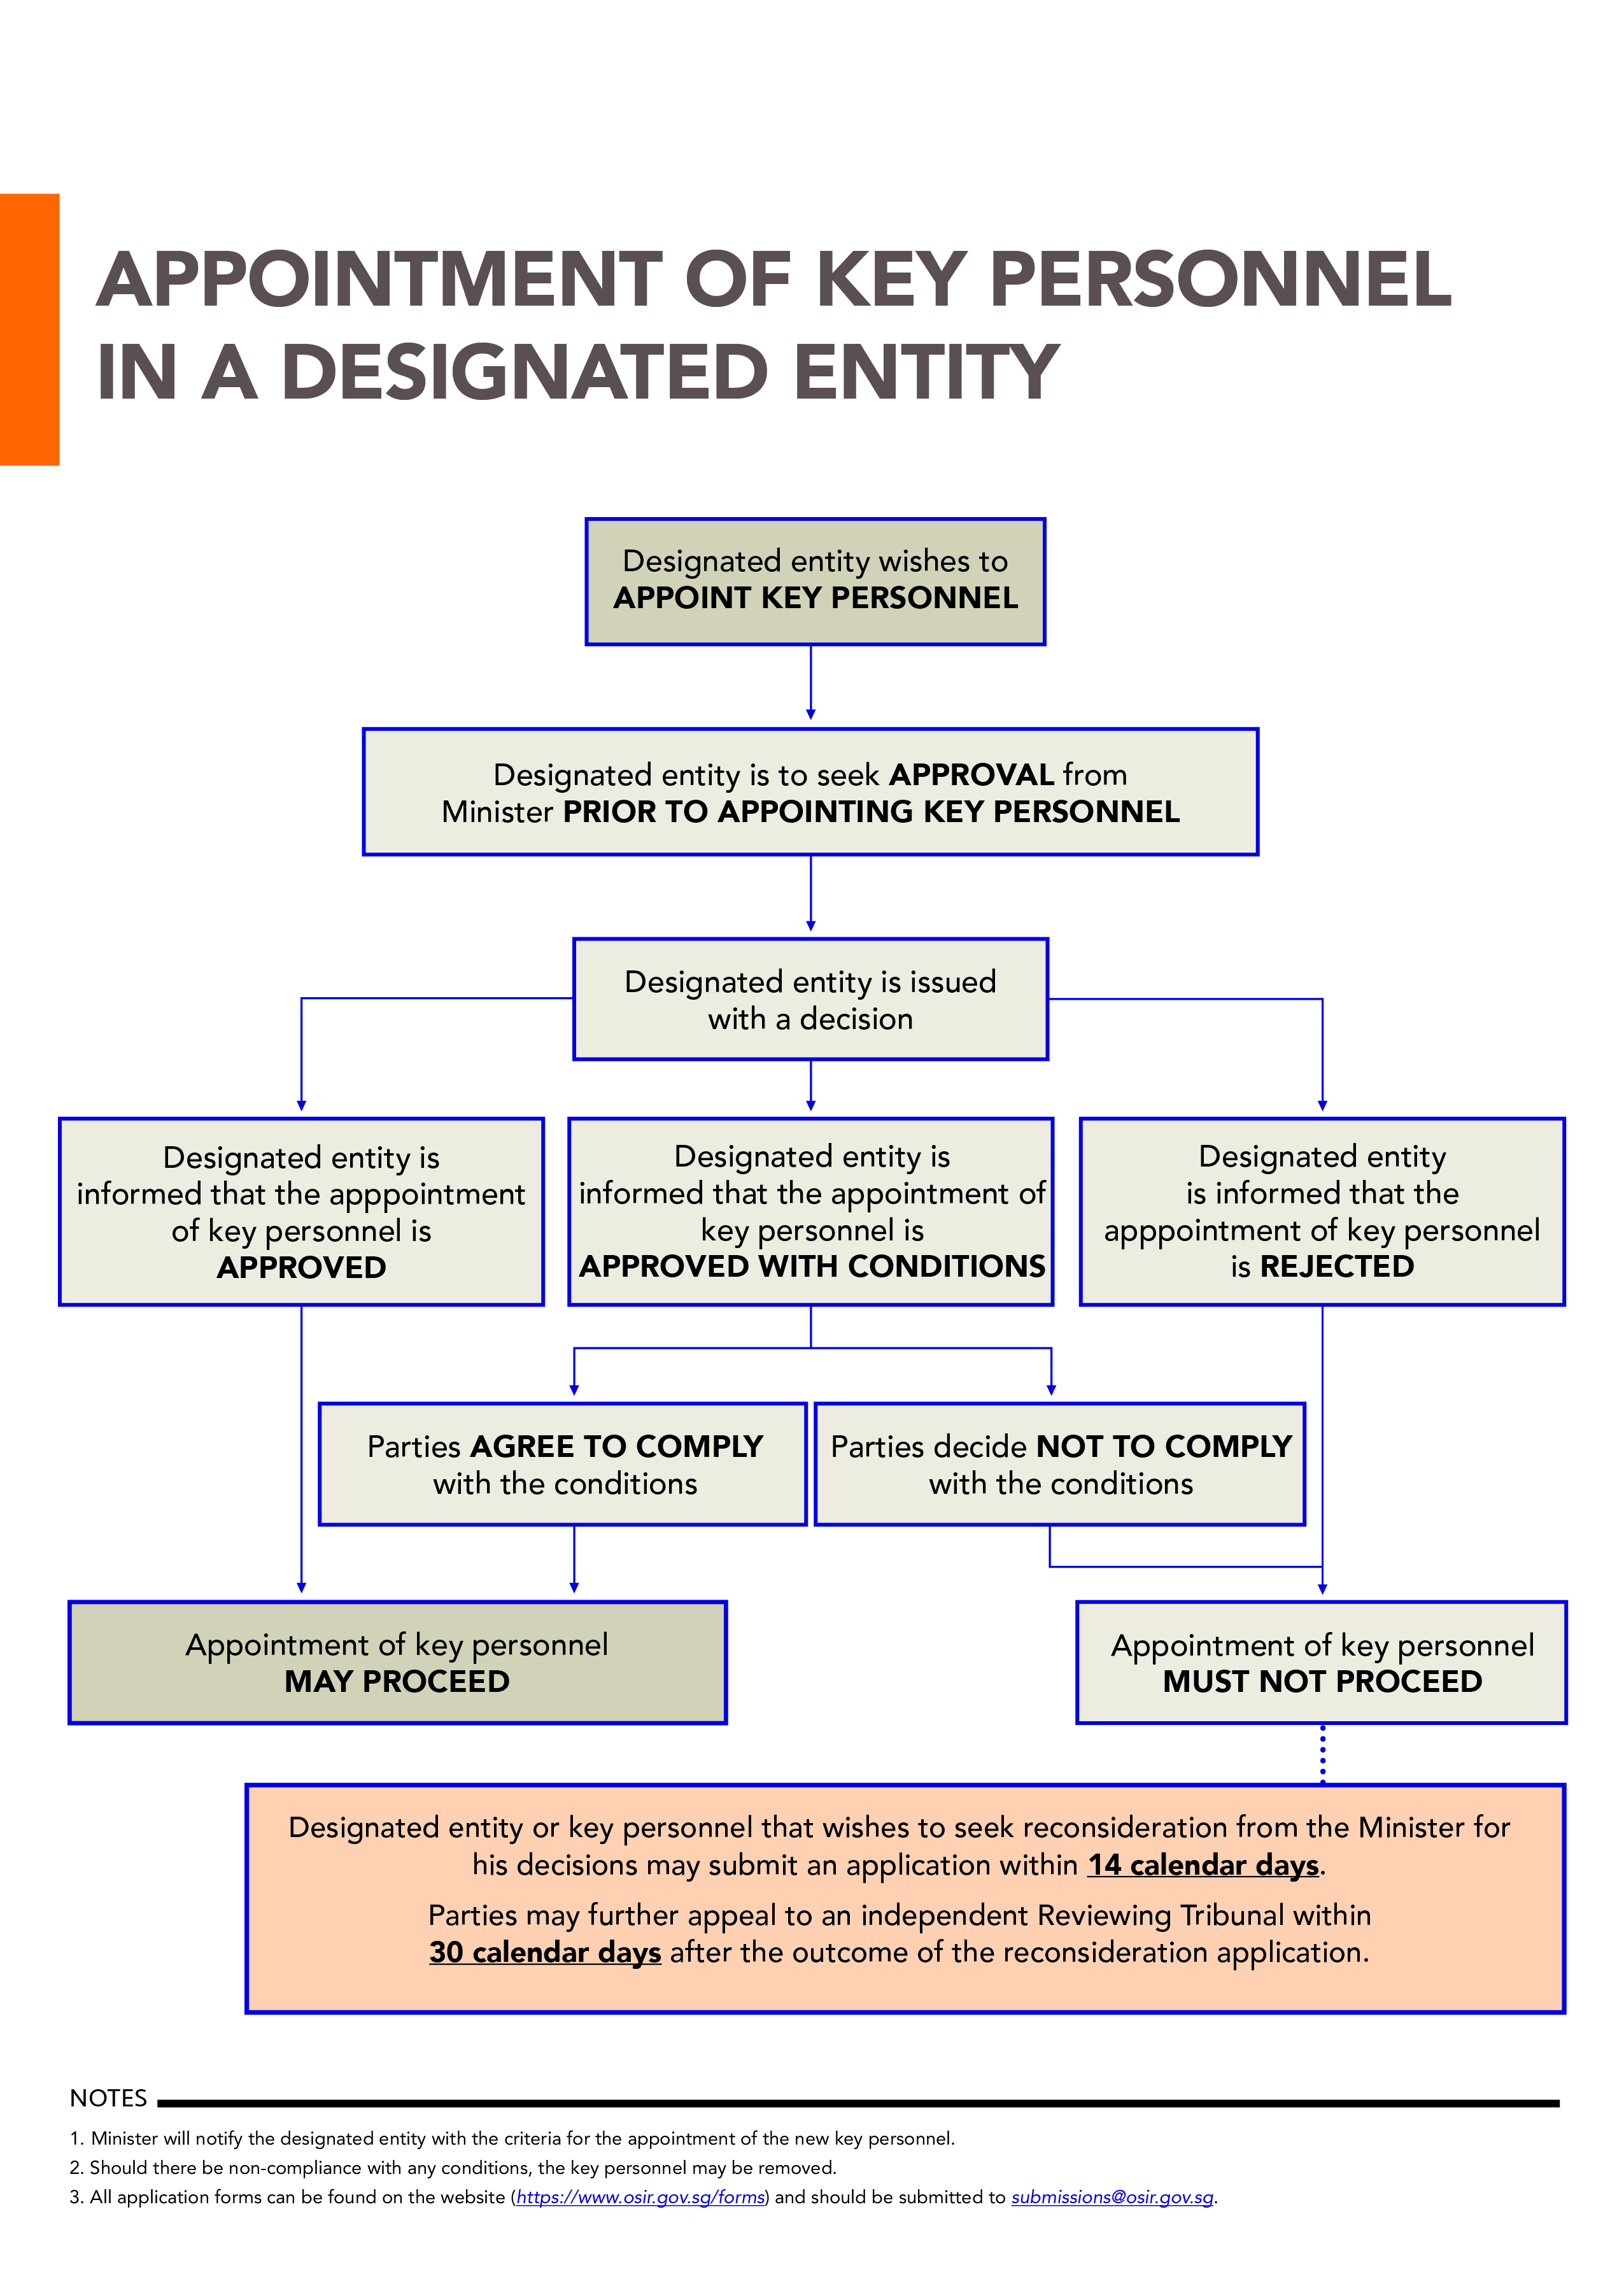 APPOINTMENT OF KEY PERSONNEL
IN A DESIGNATED ENTITY
Designated entity wishes to
APPOINT KEY PERSONNEL
Designated entity is to seek APPROVAL from
Minister PRIOR TO APPOINTING KEY PERSONNEL
Designated entity is issued
with a decision
Designated entity is
informed that the apppointment
of key personnel is
APPROVED
Designated entity is
informed that the appointment of
key personnel is
APPROVED WITH CONDITIONS
Designated entity
is informed that the
apppointment of key personnel
is REJECTED
Parties AGREE TO COMPLY
with the conditions
Parties decide NOT TO COMPLY
with the conditions
Appointment of key personnel
MAY PROCEED
Appointment of key personnel
MUST NOT PROCEED
Designated entity or key personnel that wishes to seek reconsideration from the Minister for
his decisions may submit an application within 14 calendar days.
Parties may further appeal to an independent Reviewing Tribunal within
30 calendar days after the outcome of the reconsideration application.
NOTES
1. Minister will notify the designated entity with the criteria for the appointment of the new key personnel.
2. Should there be non-compliance with any conditions, the key personnel may be removed.
3. All application forms can be found on the website (https://www.osir.gov.sg/forms) and should be submitted to submissions@osir.gov.sg.